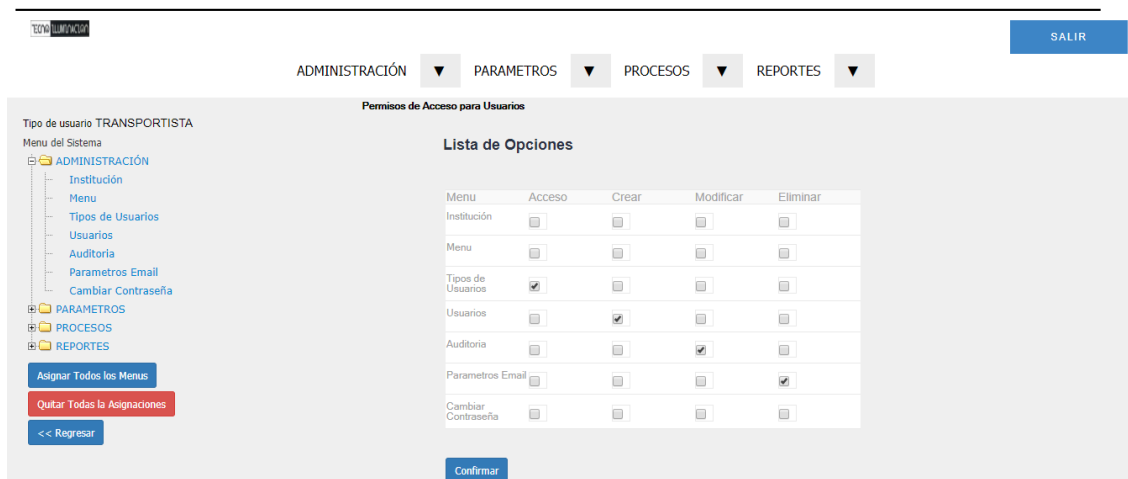 TECNO ILUMINACION
SALIR
ADMINISTRACIÓN ▼ PARAMETROS ▼ PROCESOS ▼ REPORTES ▼
Permisos de Acceso para Usuarios
Tipo de usuario TRANSPORTISTA
Menu del Sistema
ADMINISTRACIÓN
Institución
Menu
Tipos de Usuarios
Usuarios
Auditoria
Parametros Email
Cambiar Contraseña
PARAMETROS
PROCESOS
REPORTES
Asignar Todos los Menus
Quitar Todas la Asignaciones
<< Regresar
Lista de Opciones
Menu Acceso Crear Modificar Eliminar
Institución
Menu
Tipos de
Usuarios
Usuarios
Auditoria
Parametros Email
Cambiar
Contraseña
Confirmar